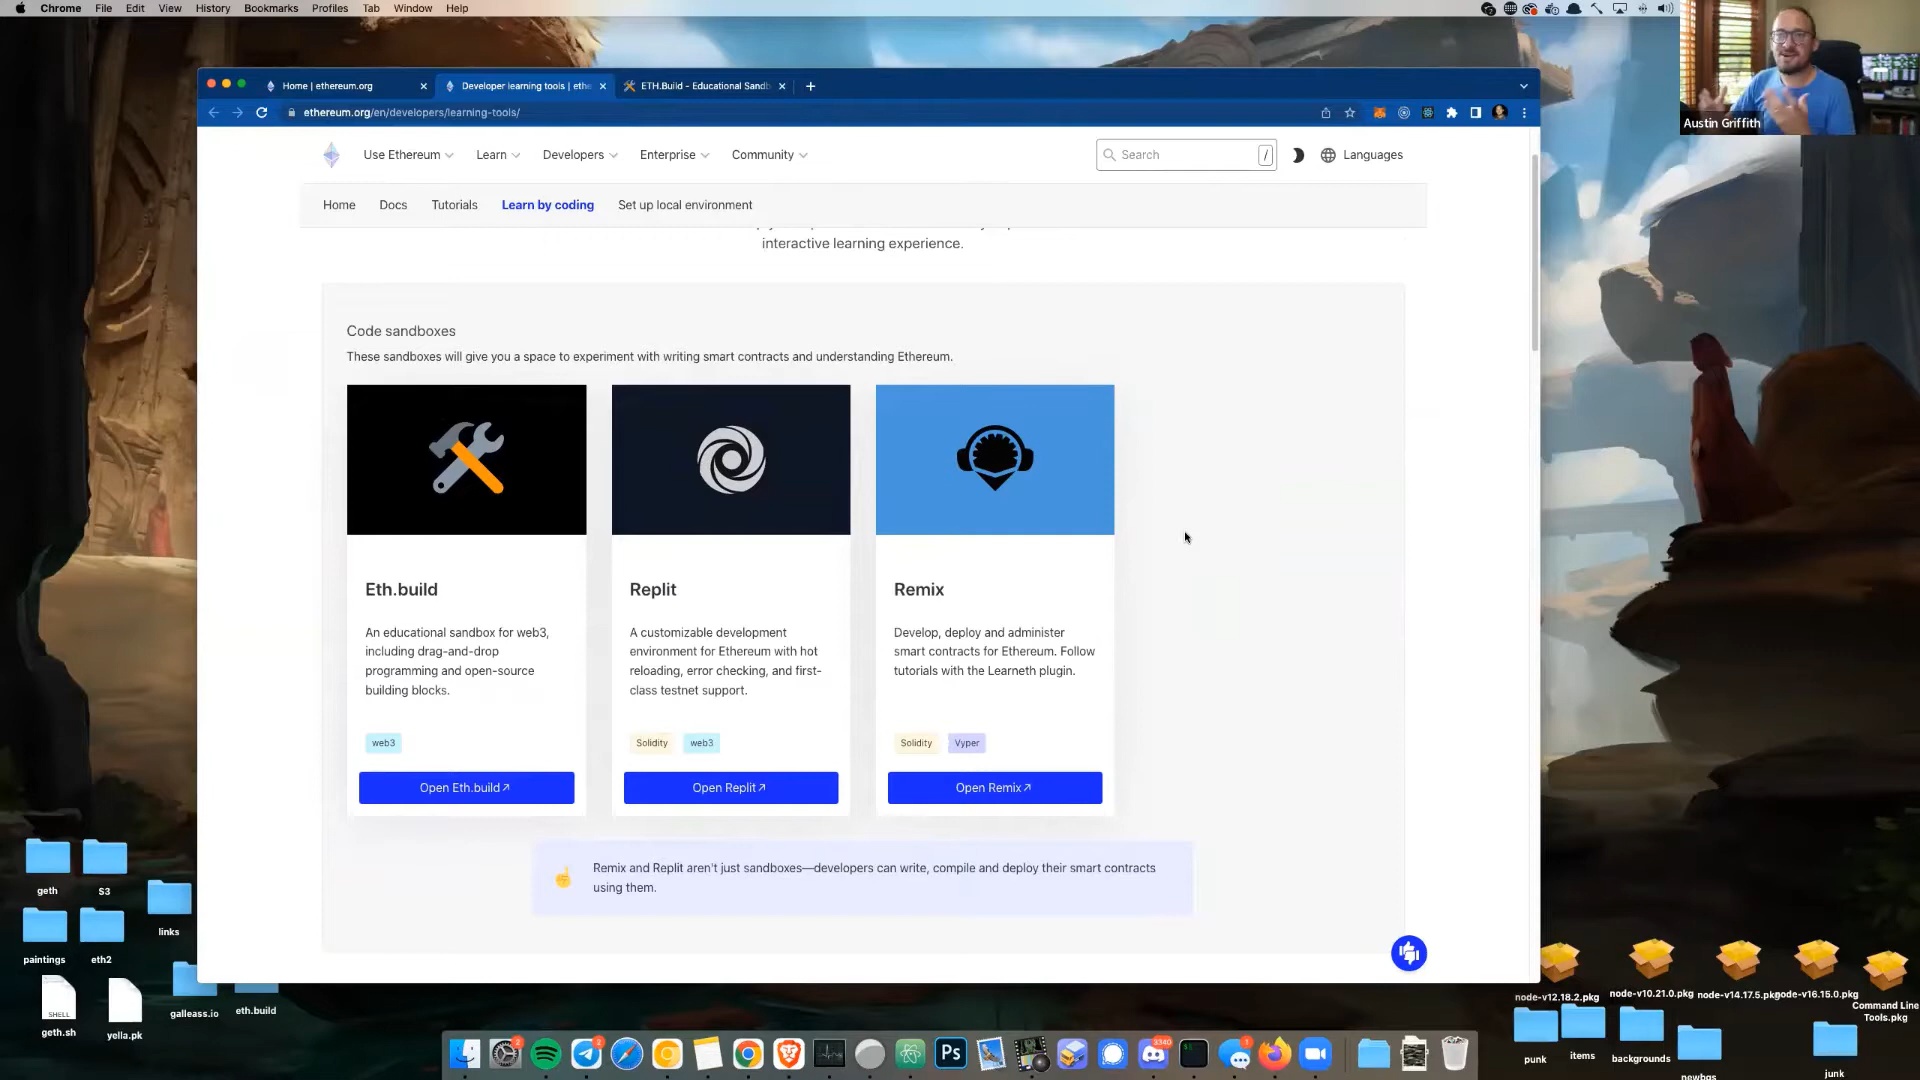 Chrome File Edit View History Bookmarks Profiles Tab Window Help
Austin Griffith
Home | ethereum.org
Developer learning tools | ethe
ETH.Build - Educational Sandb
ethereum.org/en/developers/learning-tools/
Use Ethereum Learn Developers Enterprise Community
Search /
Languages
Home Docs Tutorials Learn by coding Set up local environment
interactive learning experience.
Code sandboxes
These sandboxes will give you a space to experiment with writing smart contracts and understanding Ethereum.
Eth.build
An educational sandbox for web3,
including drag-and-drop
programming and open-source
building blocks.
web3
Open Eth.build↗
Replit
A customizable development
environment for Ethereum with hot
reloading, error checking, and first-
class testnet support.
Solidity web3
Open Replit↗
Remix
Develop, deploy and administer
smart contracts for Ethereum. Follow
tutorials with the Learneth plugin.
Solidity Vyper
Open Remix↗
Remix and Replit aren't just sandboxes—developers can write, compile and deploy their smart contracts
using them.
geth
S3
links
paintings
eth2
SHELL
geth.sh
yella.pk
galleass.io
eth.build
node-v12.18.2.pkg
node-v10.21.0.pkg
node-v14.17.5.pkg
node-v16.15.0.pkg
Command Line
Tools.pkg
punk
items
backgrounds
newbgs
junk
Ps
3340